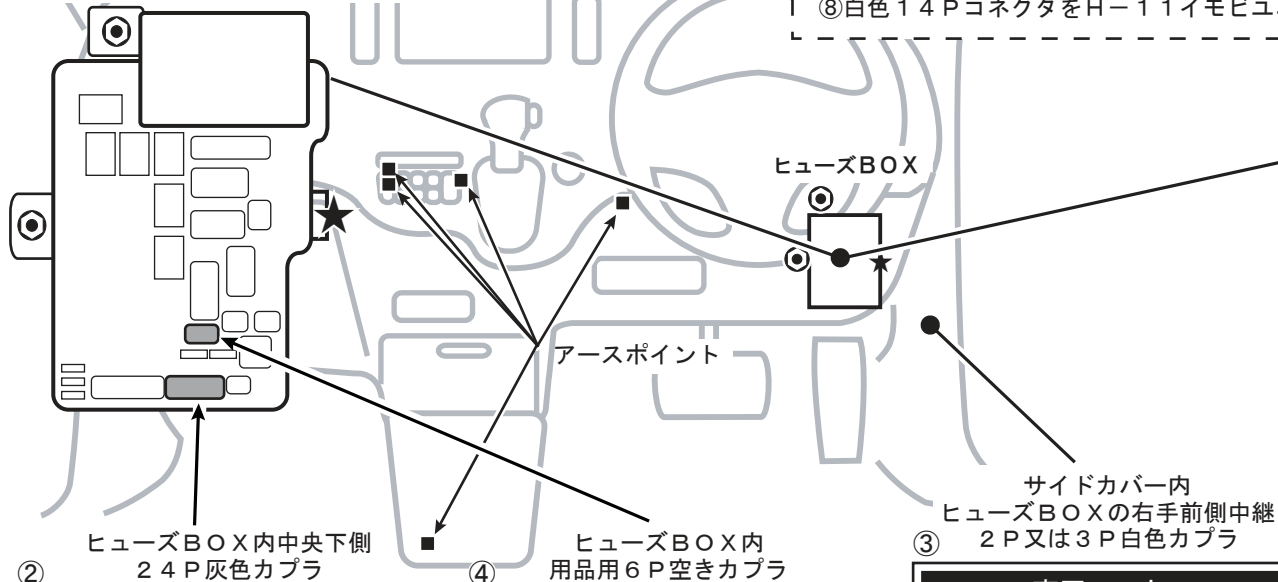 ⑧白色１４ＰコネクタをＨ－１１イモビユ
ヒューズＢＯＸ
アースポイント
サイドカバー内
ヒューズＢＯＸの右手前側中継
③ ２Ｐ又は３Ｐ白色カプラ
ヒューズＢＯＸ内中央下側
② ２４Ｐ灰色カプラ
ヒューズＢＯＸ内
④ 用品用６Ｐ空きカプラ